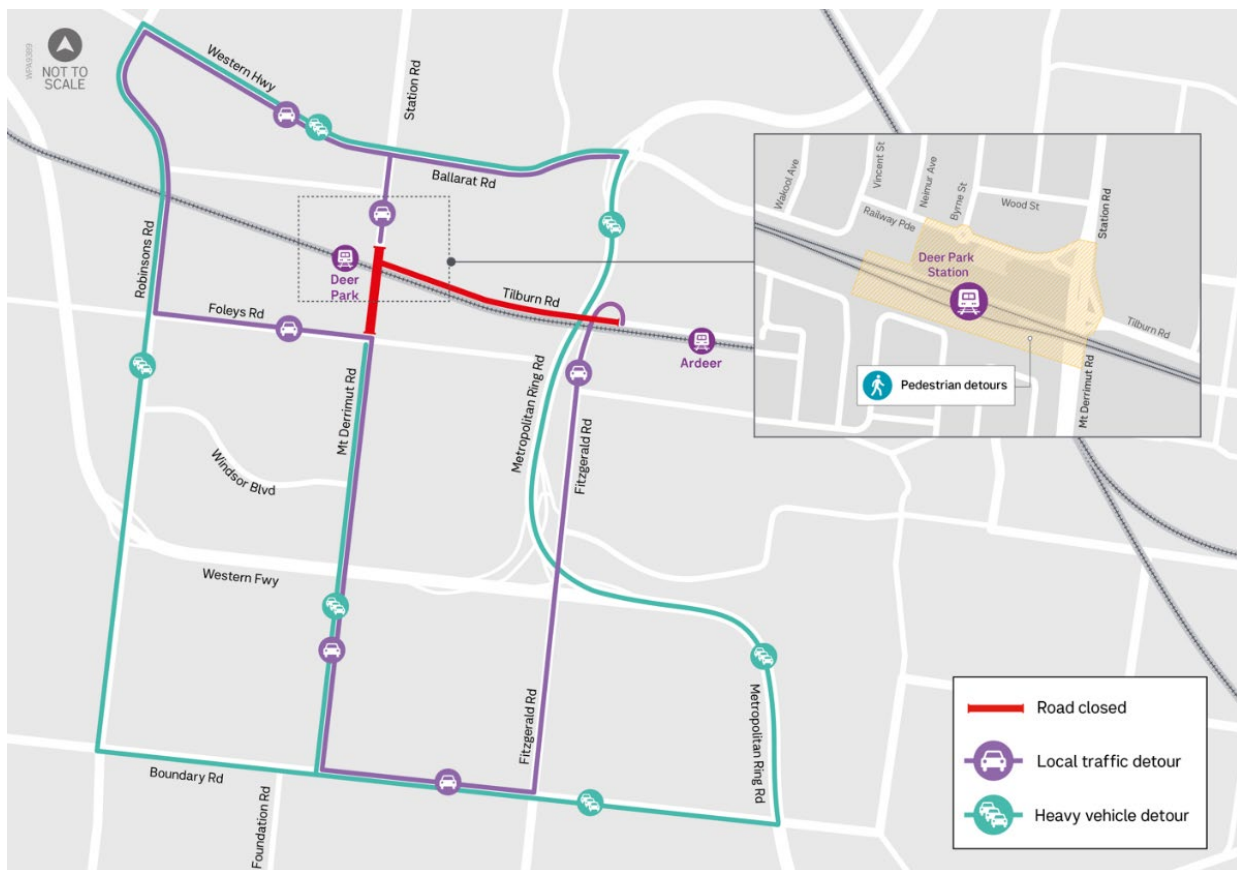 WPA9389
NOT TO
SCALE
Western Hwy
Station Rd
Ballarat Rd
Robinsons Rd
Deer
Park
Tilburn Rd
Foleys Rd
Ardeer
Mt Derrimut Rd
Metropolitan Ring Rd
Fitzgerald Rd
Windsor Blvd
Western Fwy
Fitzgerald Rd
Metropolitan Ring Rd
Boundary Rd
Foundation Rd
Wakool Ave
Vincent St
Neimur Ave
Byrne St
Wood St
Station Rd
Railway Pde
Deer Park
Station
Tilburn Rd
Pedestrian detours
Mt Derrimut Rd
Road closed
Local traffic detour
Heavy vehicle detour